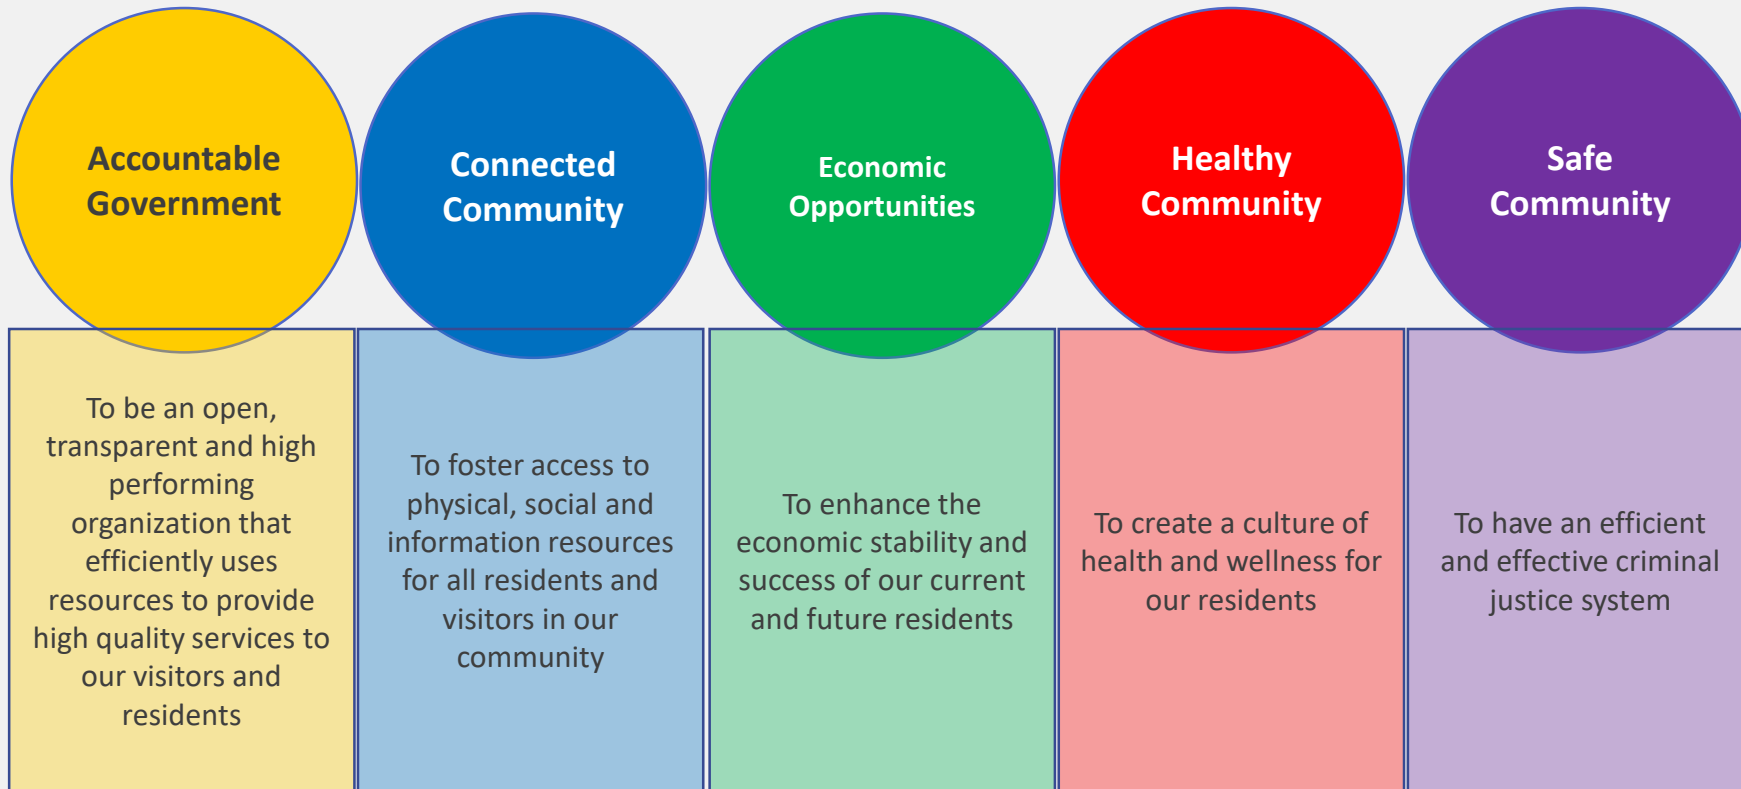 Accountable
Government
To be an open,
transparent and high
performing
organization that
efficiently uses
resources to provide
high quality services to
our visitors and
residents
Connected
Community
To foster access to
physical, social and
information resources
for all residents and
visitors in our
community
Economic
Opportunities
To enhance the
economic stability and
success of our current
and future residents
Healthy
Community
To create a culture of
health and wellness for
our residents
Safe
Community
To have an efficient
and effective criminal
justice system